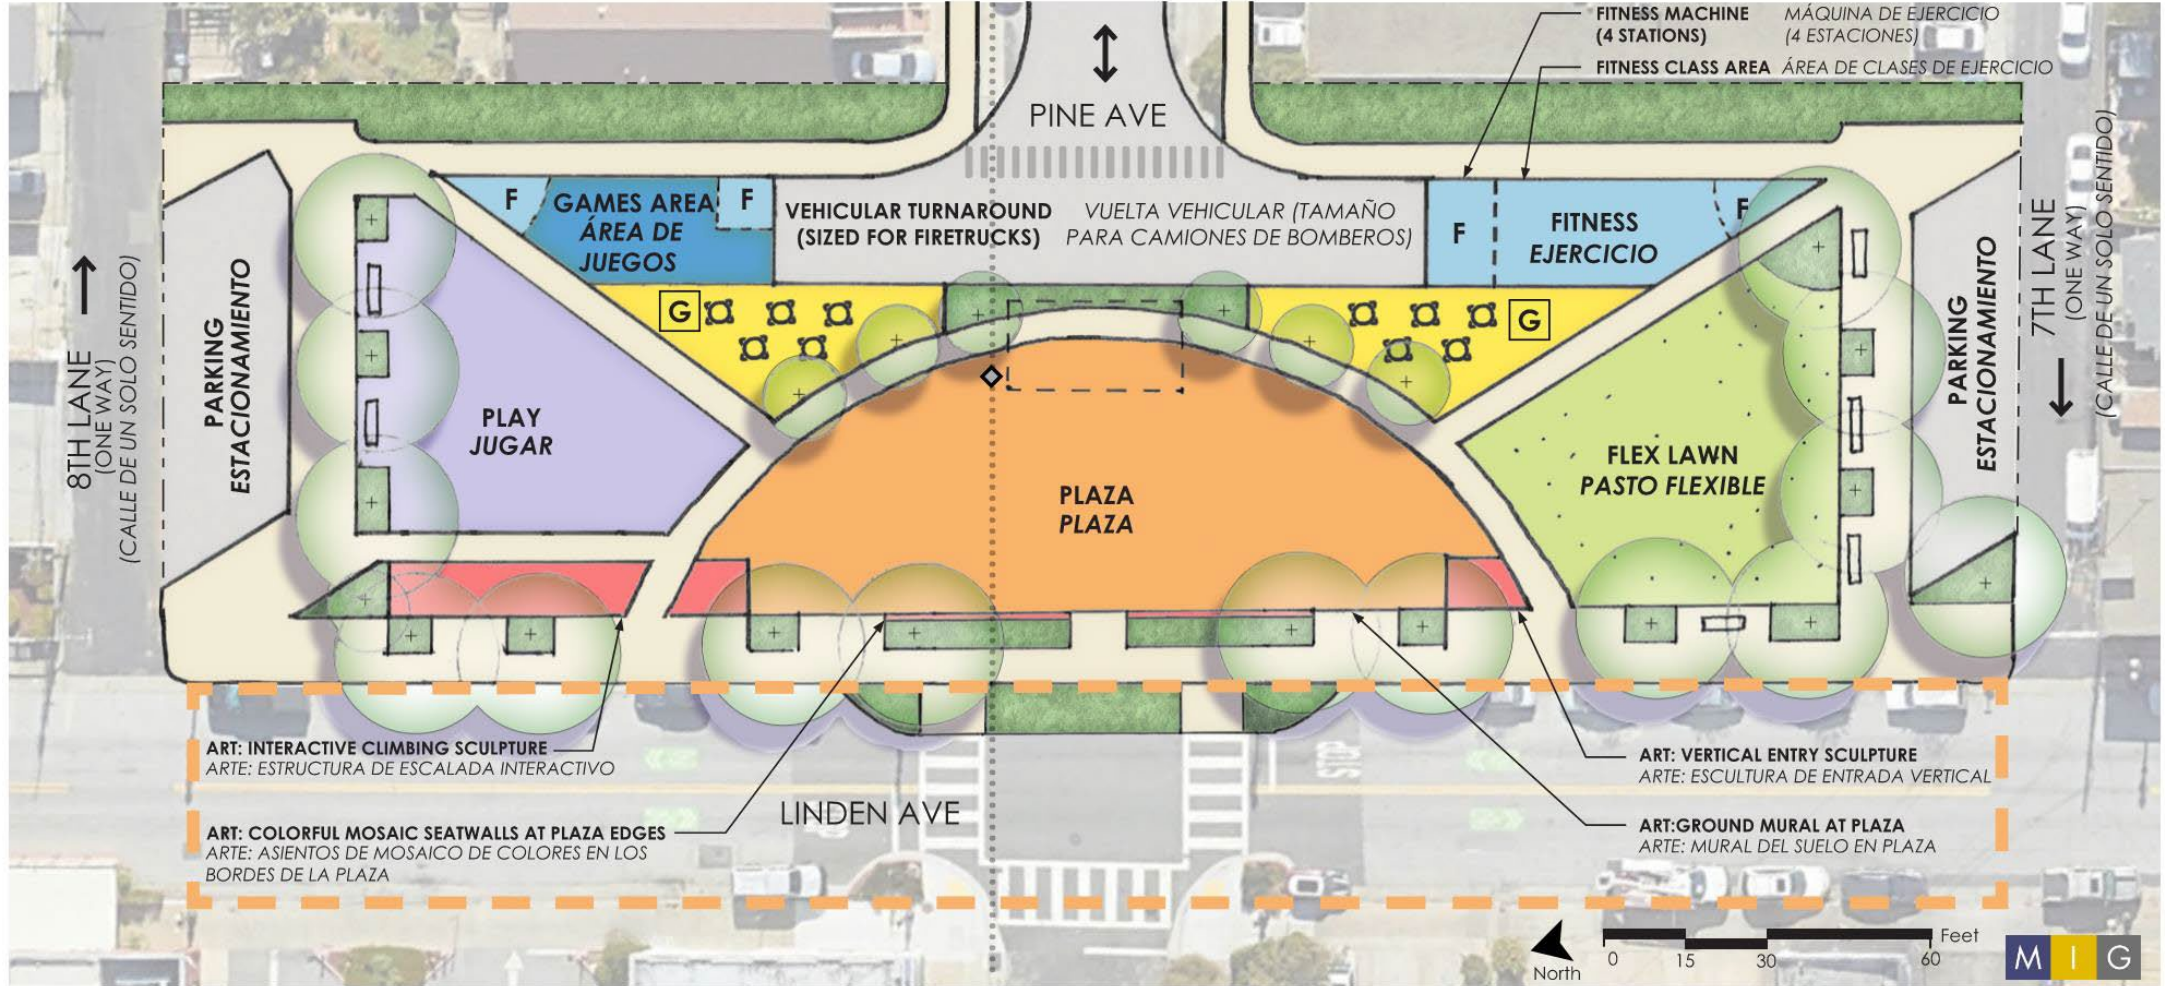 FITNESS MACHINE
(4 STATIONS)
MÁQUINA DE EJERCICIO
(4 ESTACIONES)
FITNESS CLASS AREA
ÁREA DE CLASES DE EJERCICIO
PINE AVE
F
GAMES AREA
ÁREA DE
JUEGOS
F
VEHICULAR TURNAROUND
(SIZED FOR FIRETRUCKS)
VUELTA VEHICULAR (TAMAÑO
PARA CAMIONES DE BOMBEROS)
F
FITNESS
EJERCICIO
F
8TH LANE
(ONE WAY)
(CALLE DE UN SOLO SENTIDO)
PARKING
ESTACIONAMIENTO
G
G
PARKING
ESTACIONAMIENTO
7TH LANE
(ONE WAY)
(CALLE DE UN SOLO SENTIDO)
PLAY
JUGAR
PLAZA
PLAZA
FLEX LAWN
PASTO FLEXIBLE
ART: INTERACTIVE CLIMBING SCULPTURE
ARTE: ESTRUCTURA DE ESCALADA INTERACTIVO
STOP
ART: VERTICAL ENTRY SCULPTURE
ARTE: ESCULTURA DE ENTRADA VERTICAL
LINDEN AVE
ART: COLORFUL MOSAIC SEATWALLS AT PLAZA EDGES
ARTE: ASIENTOS DE MOSAICO DE COLORES EN LOS
BORDES DE LA PLAZA
ART:GROUND MURAL AT PLAZA
ARTE: MURAL DEL SUELO EN PLAZA
North
0 15 30 60
Feet
M I G